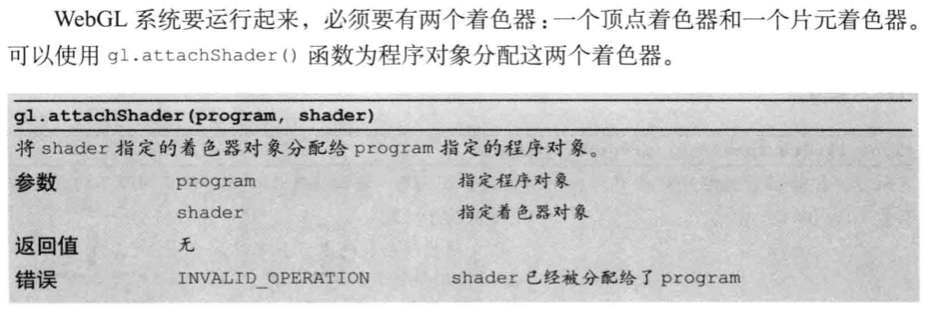 WebGL 系统要运行起来，必须要有两个着色器：一个顶点着色器和一个片元着色器。
可以使用 gl.attachShader() 函数为程序对象分配这两个着色器。
gl.attachShader(program, shader)
将 shader 指定的着色器对象分配给 program 指定的程序对象。
参数 program 指定程序对象
shader 指定着色器对象
返回值 无
错误 INVALID_OPERATION shader 已经被分配给了 program